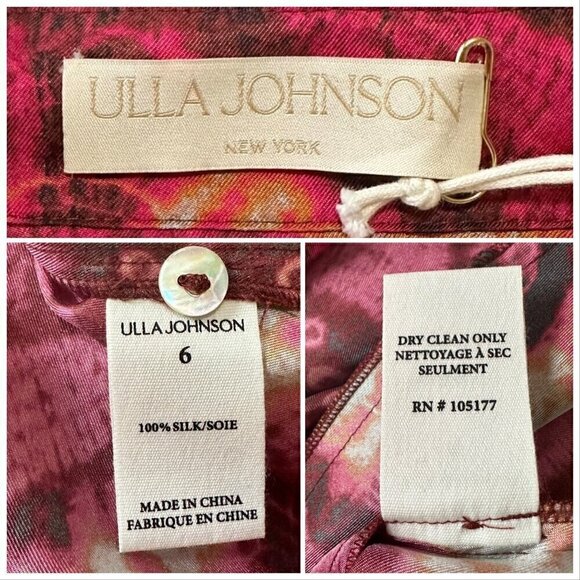 ULLA JOHNSON
NEW YORK
ULLA JOHNSON
6
100% SILK/SOIE
MADE IN CHINA
FABRIQUE EN CHINE
DRY CLEAN ONLY
NETTOYAGE À SEC
SEULMENT
RN # 105177